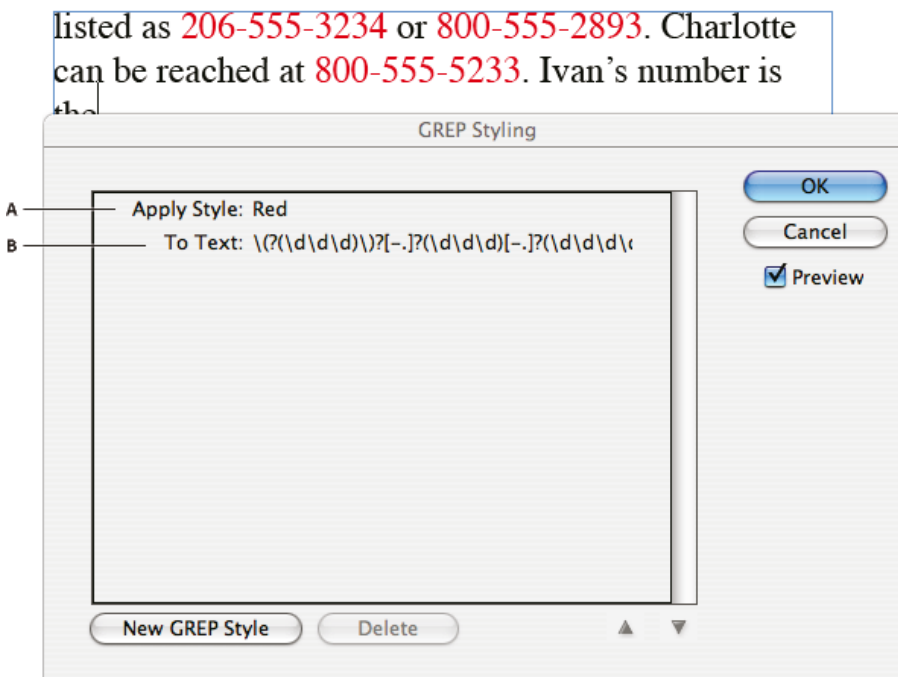 listed as 206-555-3234 or 800-555-2893. Charlotte
can be reached at 800-555-5233. Ivan’s number is
the
GREP Styling
A
Apply Style: Red
B
To Text: \(?(\d\d\d)\)?[-.]?(\d\d\d)[-.]?(\d\d\d\
OK
Cancel
Preview
New GREP Style
Delete